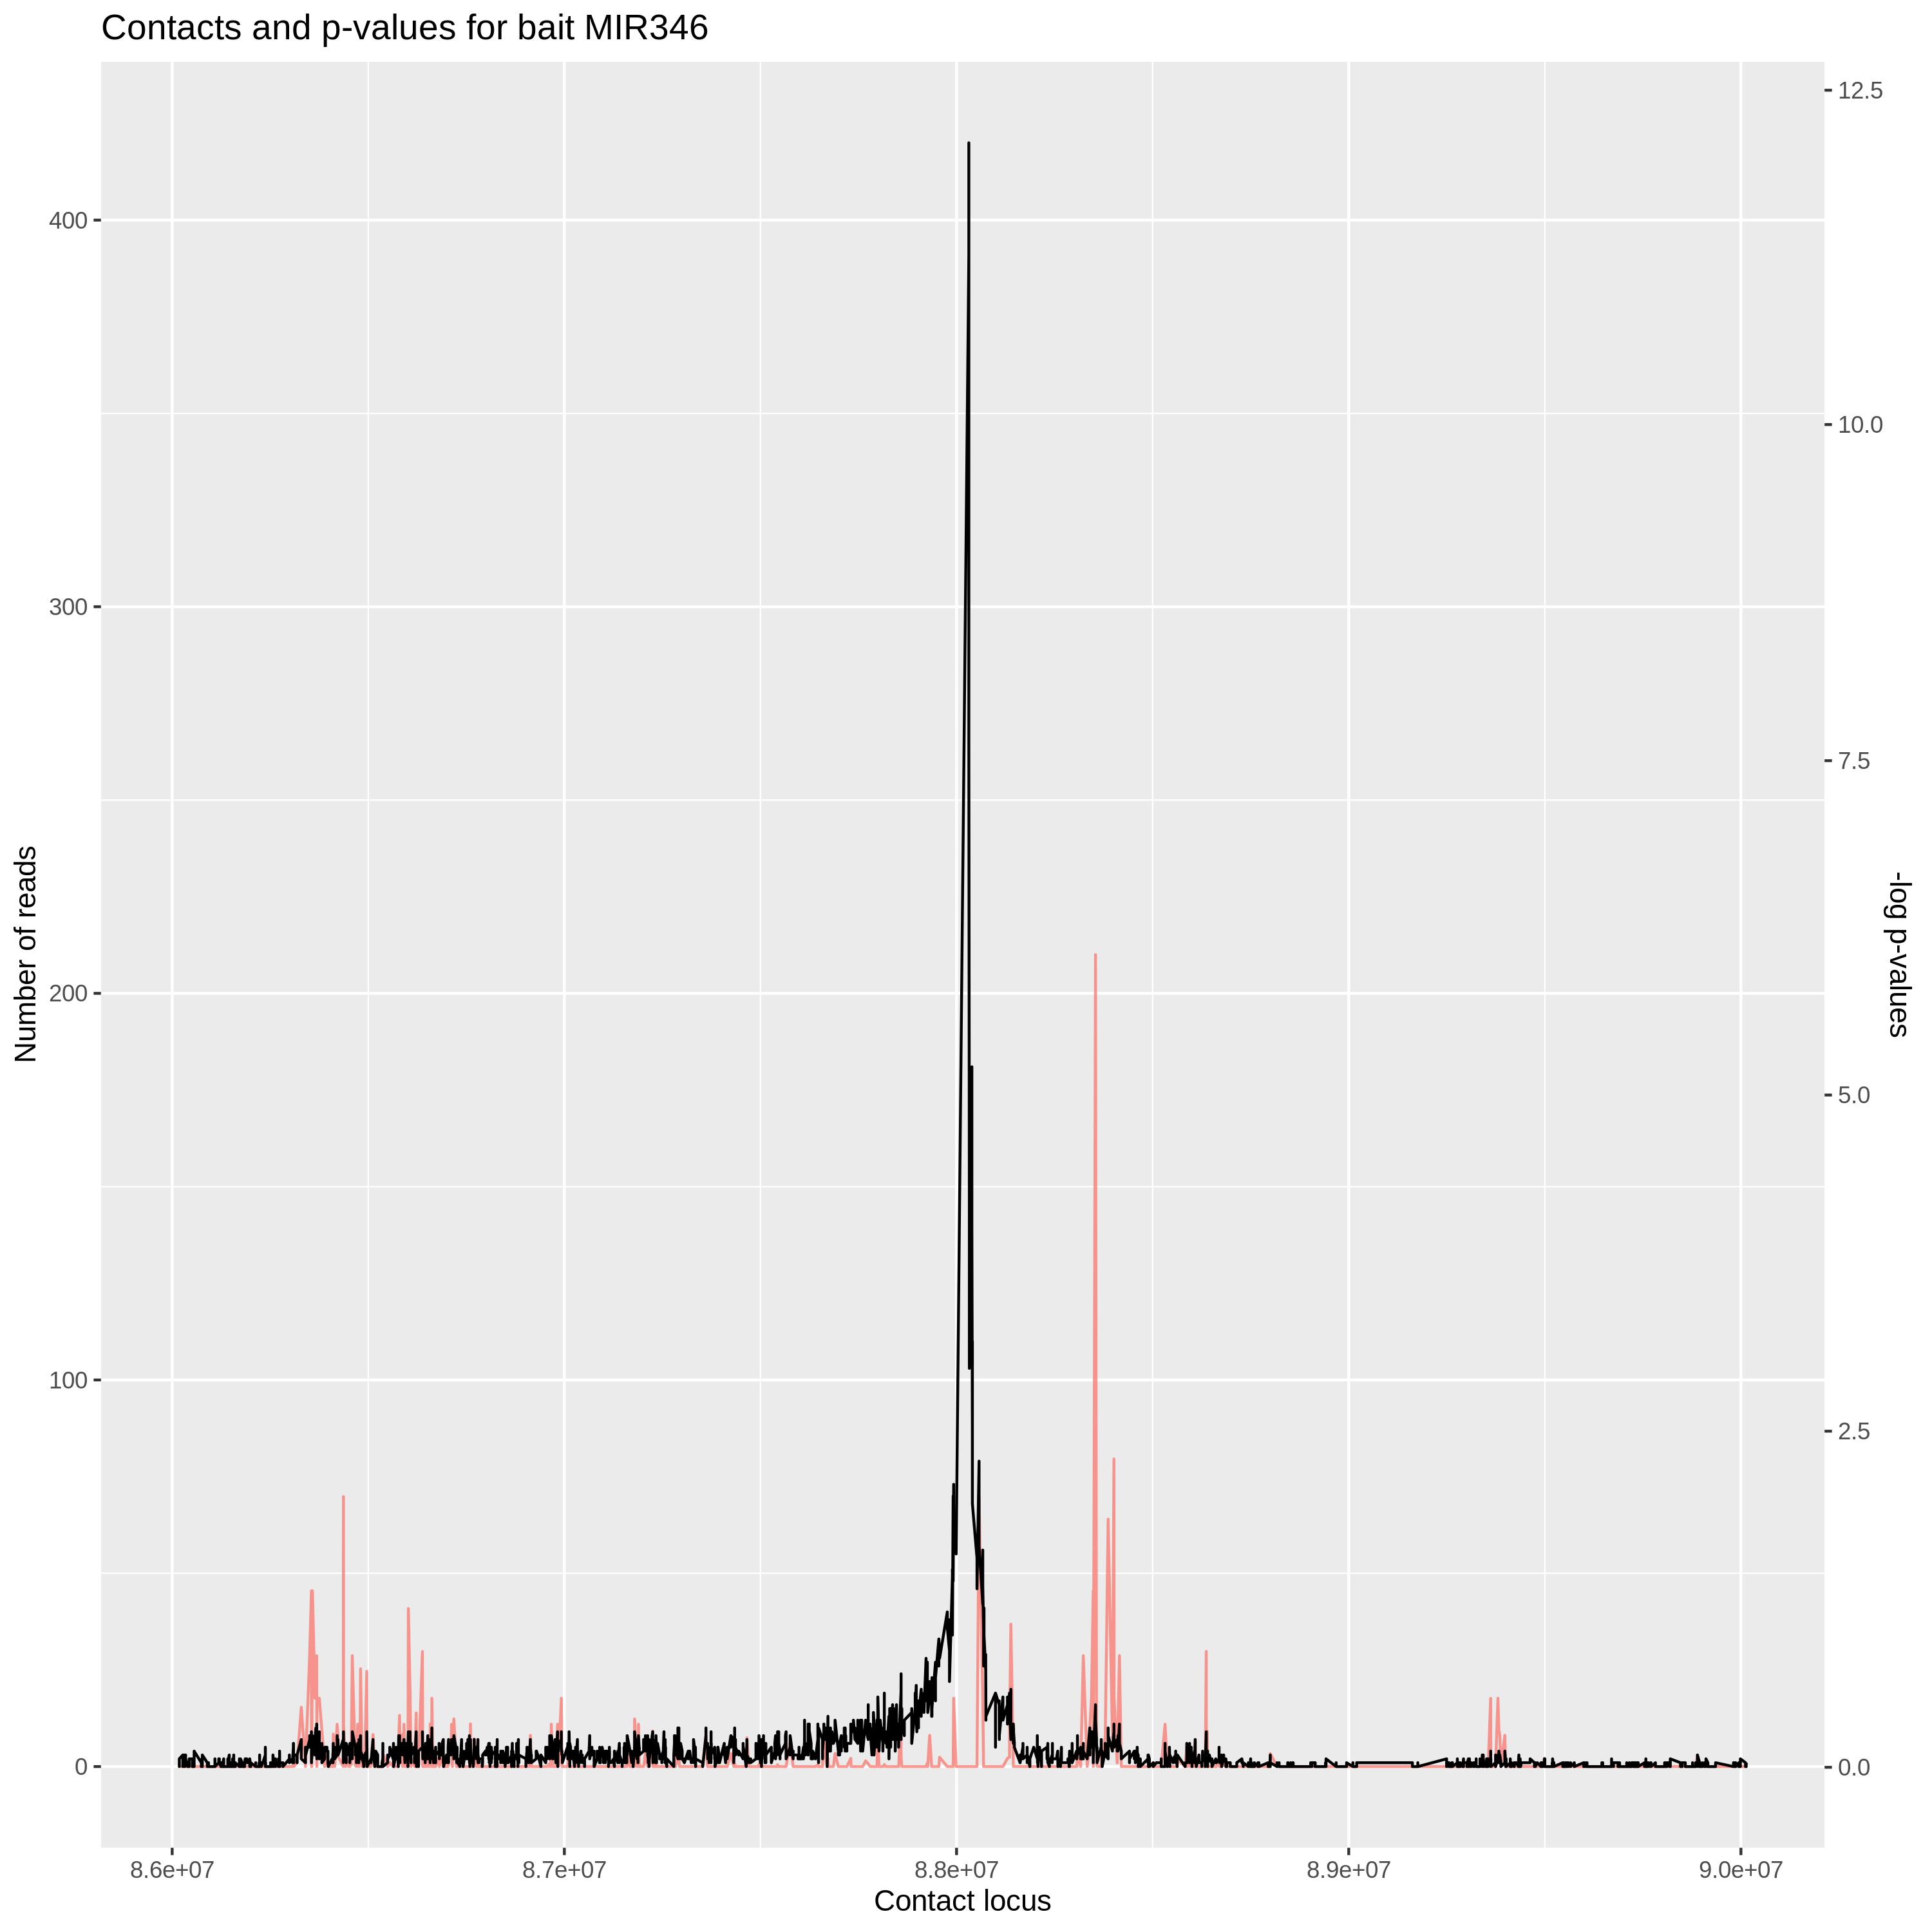 Contacts and p-values for bait MIR346
12.5
400
10.0
300
7.5
Number of reads
-log p-values
200
5.0
100
2.5
0
0.0
8.6e+07 8.7e+07 8.8e+07 8.9e+07 9.0e+07
Contact locus